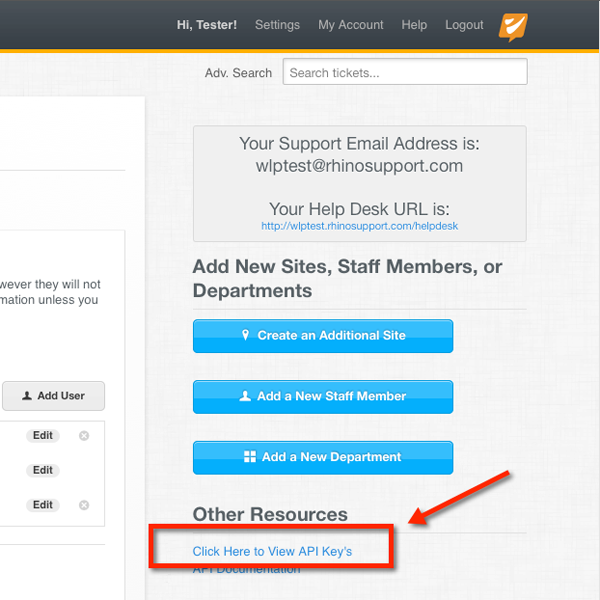 Hi, Tester! Settings My Account Help Logout
Adv. Search Search tickets...
Your Support Email Address is:
wlptest@rhinosupport.com
Your Help Desk URL is:
http://wlptest.rhinosupport.com/helpdesk
Add New Sites, Staff Members, or
Departments
wever they will not
mation unless you
Create an Additional Site
Add User
Add a New Staff Member
Edit
Add a New Department
Edit
Edit
Other Resources
Click Here to View API Key's
API Documentation